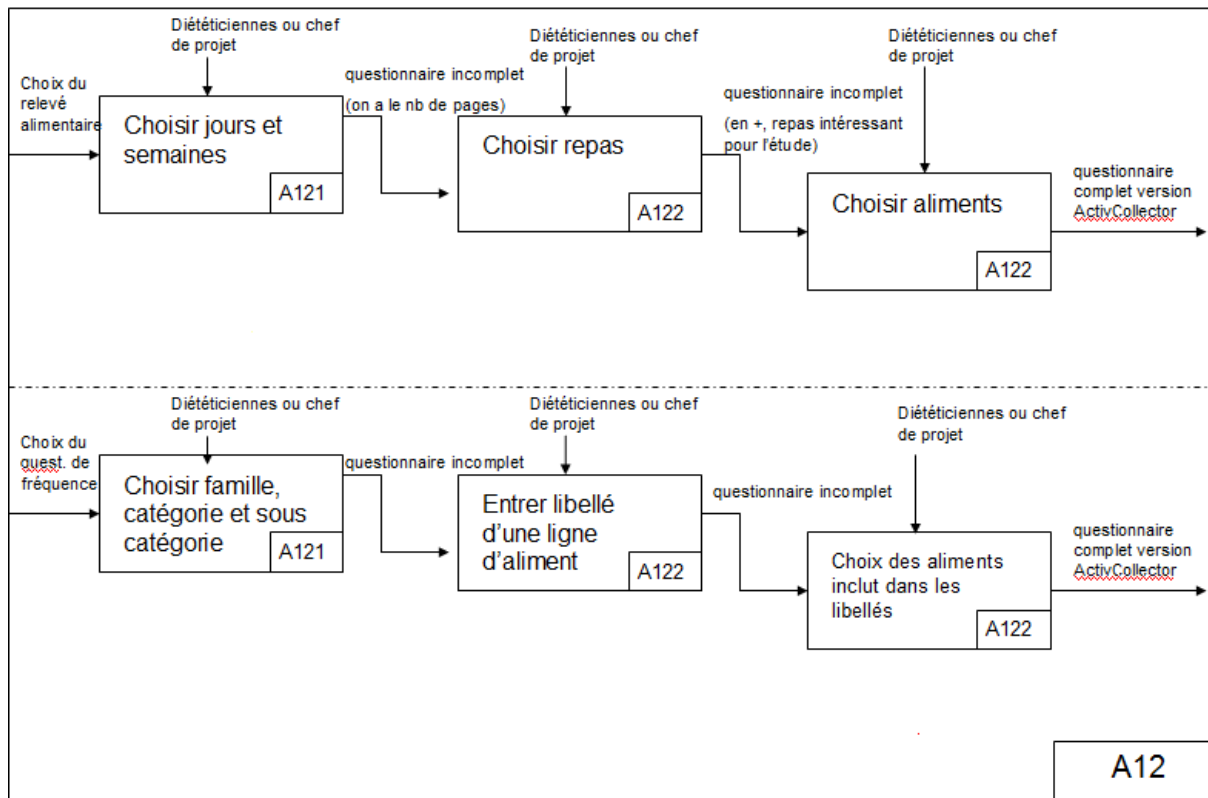 Diététiciennes ou chef
de projet
Diététiciennes ou chef
de projet
Diététiciennes ou chef
de projet
Choix du
relevé
alimentaire
Choisir jours et
semaines
A121
questionnaire incomplet
(on a le nb de pages)
Choisir repas
A122
questionnaire incomplet
(en +, repas intéressant
pour l'étude)
Choisir aliments
A122
questionnaire
complet version
ActivCollector
Diététiciennes ou chef
de projet
Diététiciennes ou chef
de projet
Diététiciennes ou chef
de projet
Choix du
quest. de
fréquence
Choisir famille,
catégorie et sous
catégorie
A121
questionnaire incomplet
Entrer libellé
d'une ligne
d'aliment
A122
questionnaire incomplet
Choix des aliments
inclut dans les
libellés
A122
questionnaire
complet version
ActivCollector
A12